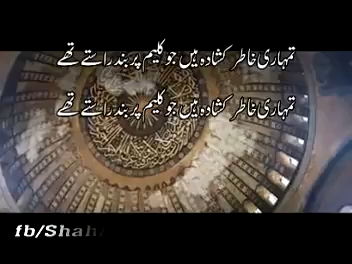 تمہاری خاطر کشادہ ہیں جو کلیم پر بند راستے تھے
تمہاری خاطر کشادہ ہیں جو کلیم پر بند راستے تھے
fb/Shah